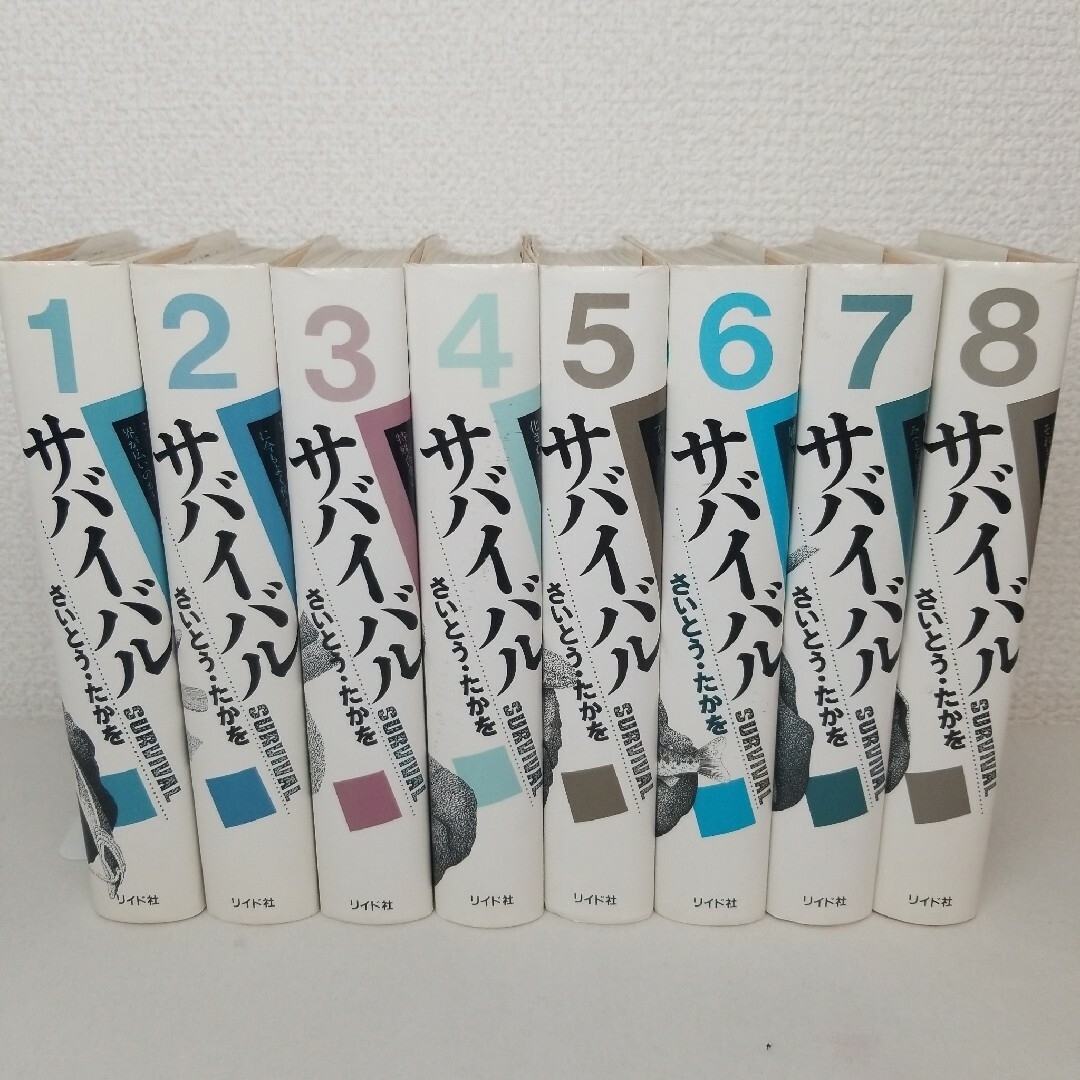 1
サバイバル
さいとう・たかを
SURVIVAL
リイド社
2
サバイバル
さいとう・たかを
SURVIVAL
リイド社
3
サバイバル
さいとう・たかを
SURVIVAL
リイド社
4
サバイバル
さいとう・たかを
SURVIVAL
リイド社
5
サバイバル
さいとう・たかを
SURVIVAL
リイド社
6
サバイバル
さいとう・たかを
SURVIVAL
リイド社
7
サバイバル
さいとう・たかを
SURVIVAL
リイド社
8
サバイバル
さいとう・たかを
SURVIVAL
リイド社